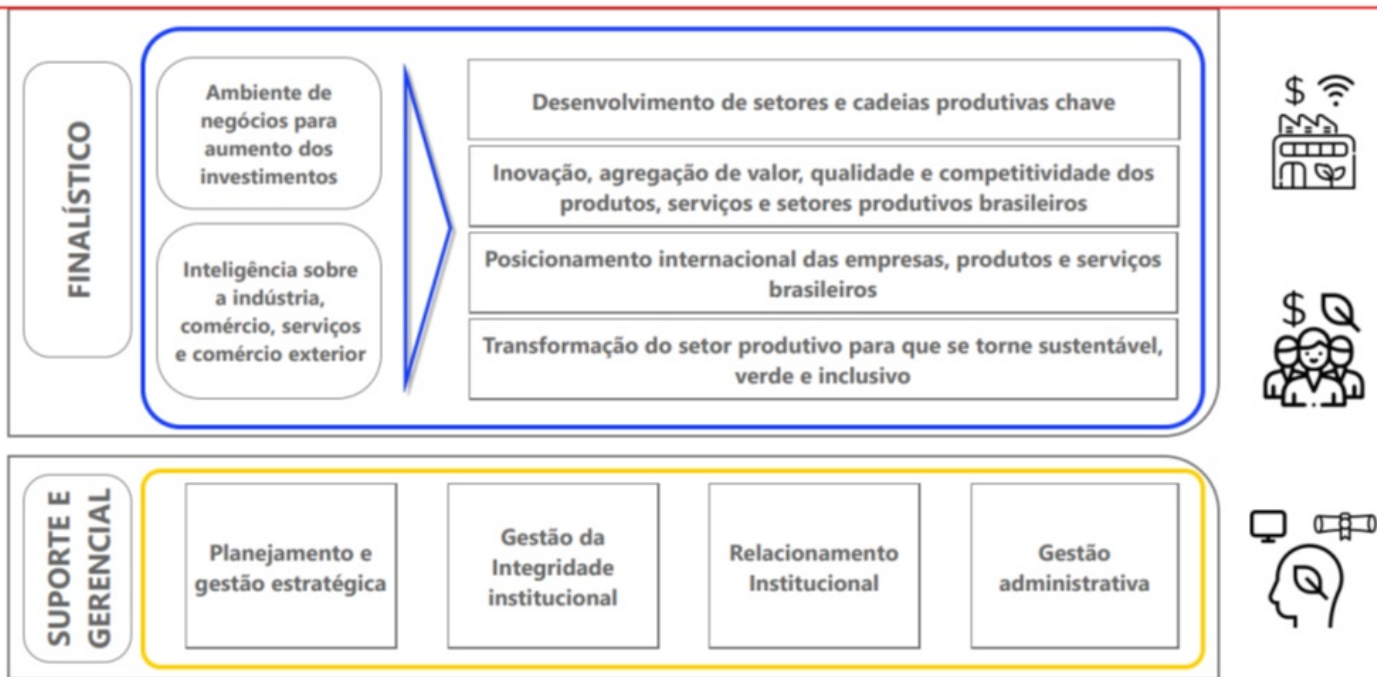 FINALÍSTICO
Ambiente de
negócios para
aumento dos
investimentos
Inteligência sobre
a indústria,
comércio, serviços
e comércio exterior
Desenvolvimento de setores e cadeias produtivas chave
Inovação, agregação de valor, qualidade e competitividade dos
produtos, serviços e setores produtivos brasileiros
Posicionamento internacional das empresas, produtos e serviços
brasileiros
Transformação do setor produtivo para que se torne sustentável,
verde e inclusivo
$
$
SUPORTE E
GERENCIAL
Planejamento e
gestão estratégica
Gestão da
Integridade
institucional
Relacionamento
Institucional
Gestão
administrativa